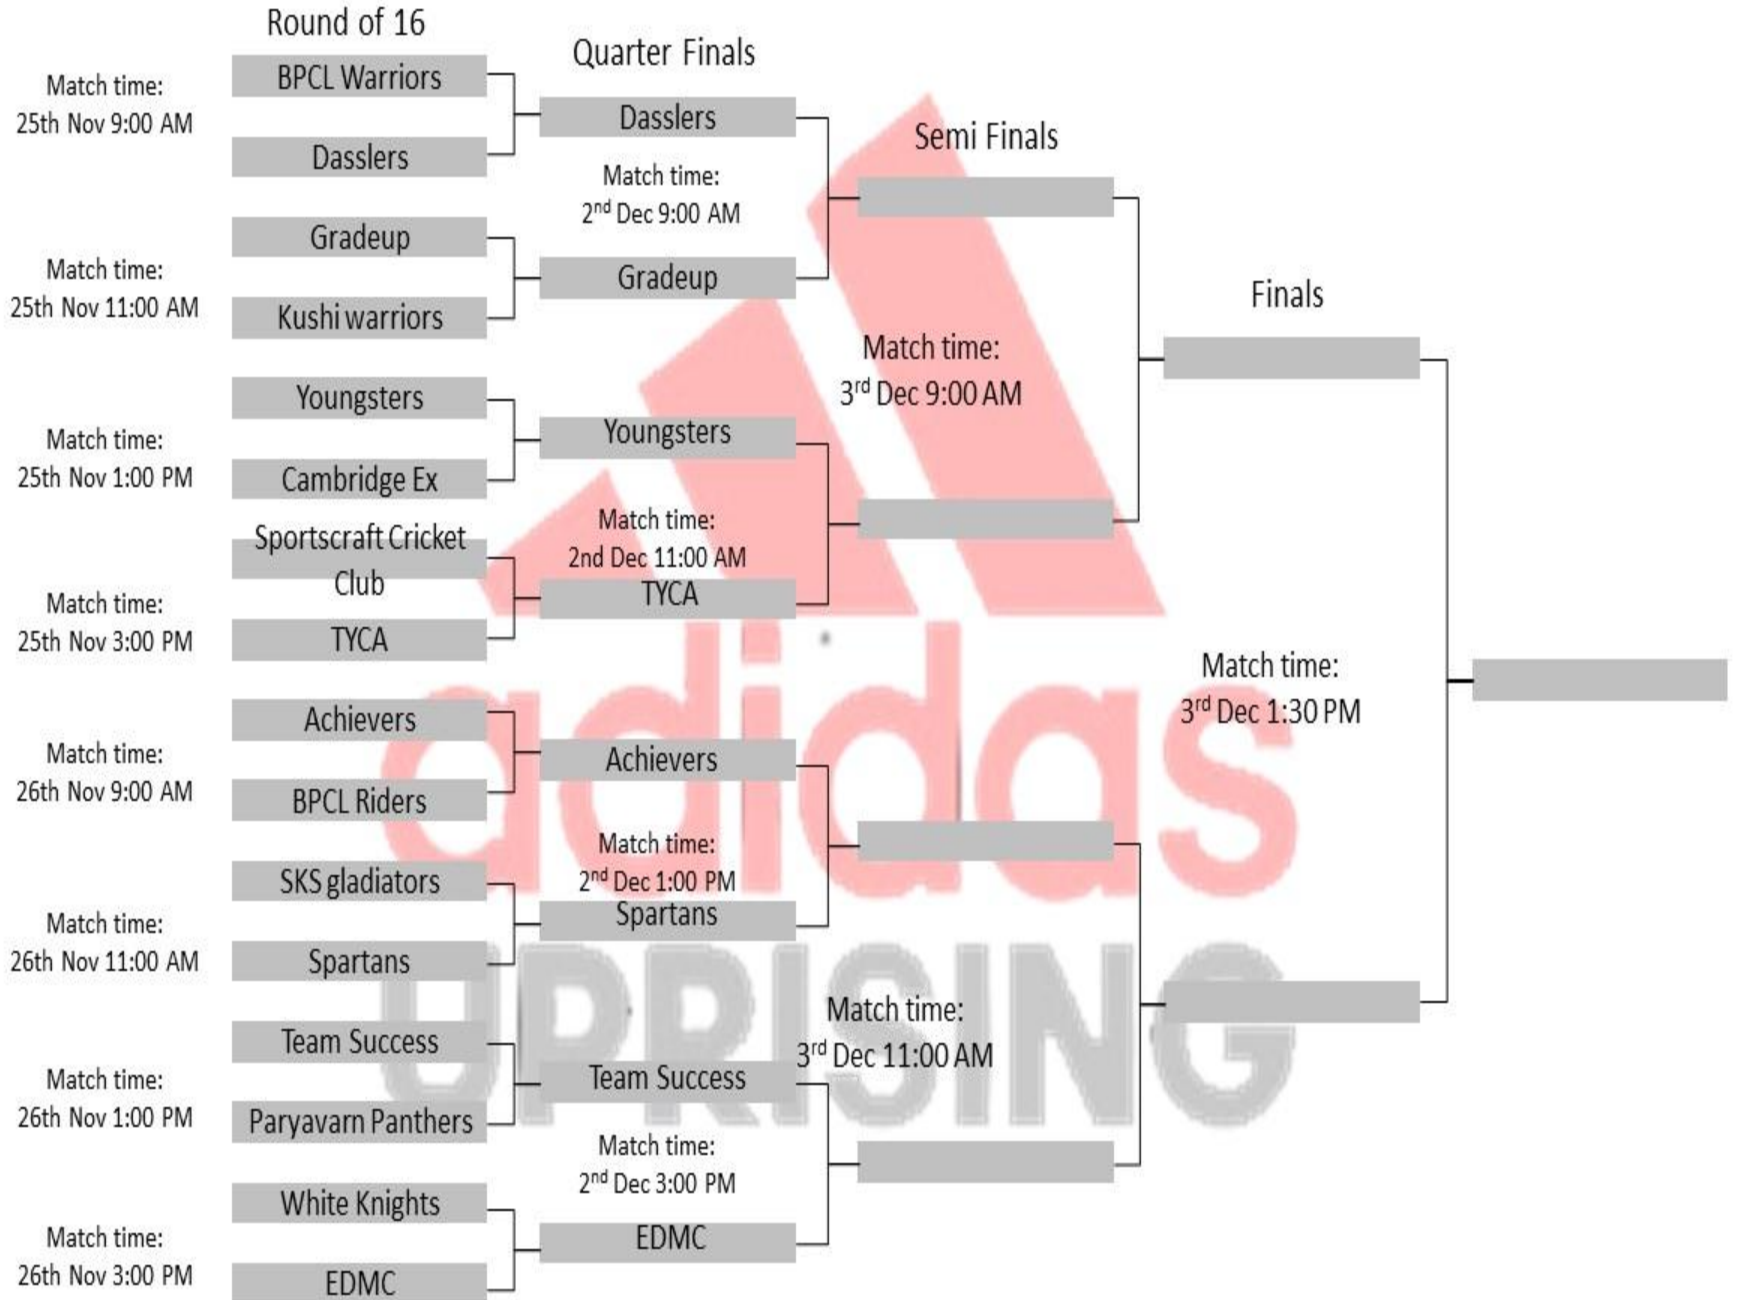 Round of 16
Quarter Finals
Semi Finals
Finals
Match time:
25th Nov 9:00 AM
BPCL Warriors
Dasslers
Match time:
25th Nov 11:00 AM
Gradeup
Kushi warriors
Match time:
25th Nov 1:00 PM
Youngsters
Cambridge Ex
Match time:
25th Nov 3:00 PM
Sportscraft Cricket
Club
TYCA
Match time:
26th Nov 9:00 AM
Achievers
BPCL Riders
Match time:
26th Nov 11:00 AM
SKS gladiators
Spartans
Match time:
26th Nov 1:00 PM
Team Success
Paryavarn Panthers
Match time:
26th Nov 3:00 PM
White Knights
EDMC
Dasslers
Match time:
2nd Dec 9:00 AM
Gradeup
Youngsters
Match time:
2nd Dec 11:00 AM
TYCA
Achievers
Match time:
2nd Dec 1:00 PM
Spartans
Team Success
Match time:
2nd Dec 3:00 PM
EDMC
Match time:
3rd Dec 9:00 AM
Match time:
3rd Dec 11:00 AM
Match time:
3rd Dec 1:30 PM
adidas
UPRISING